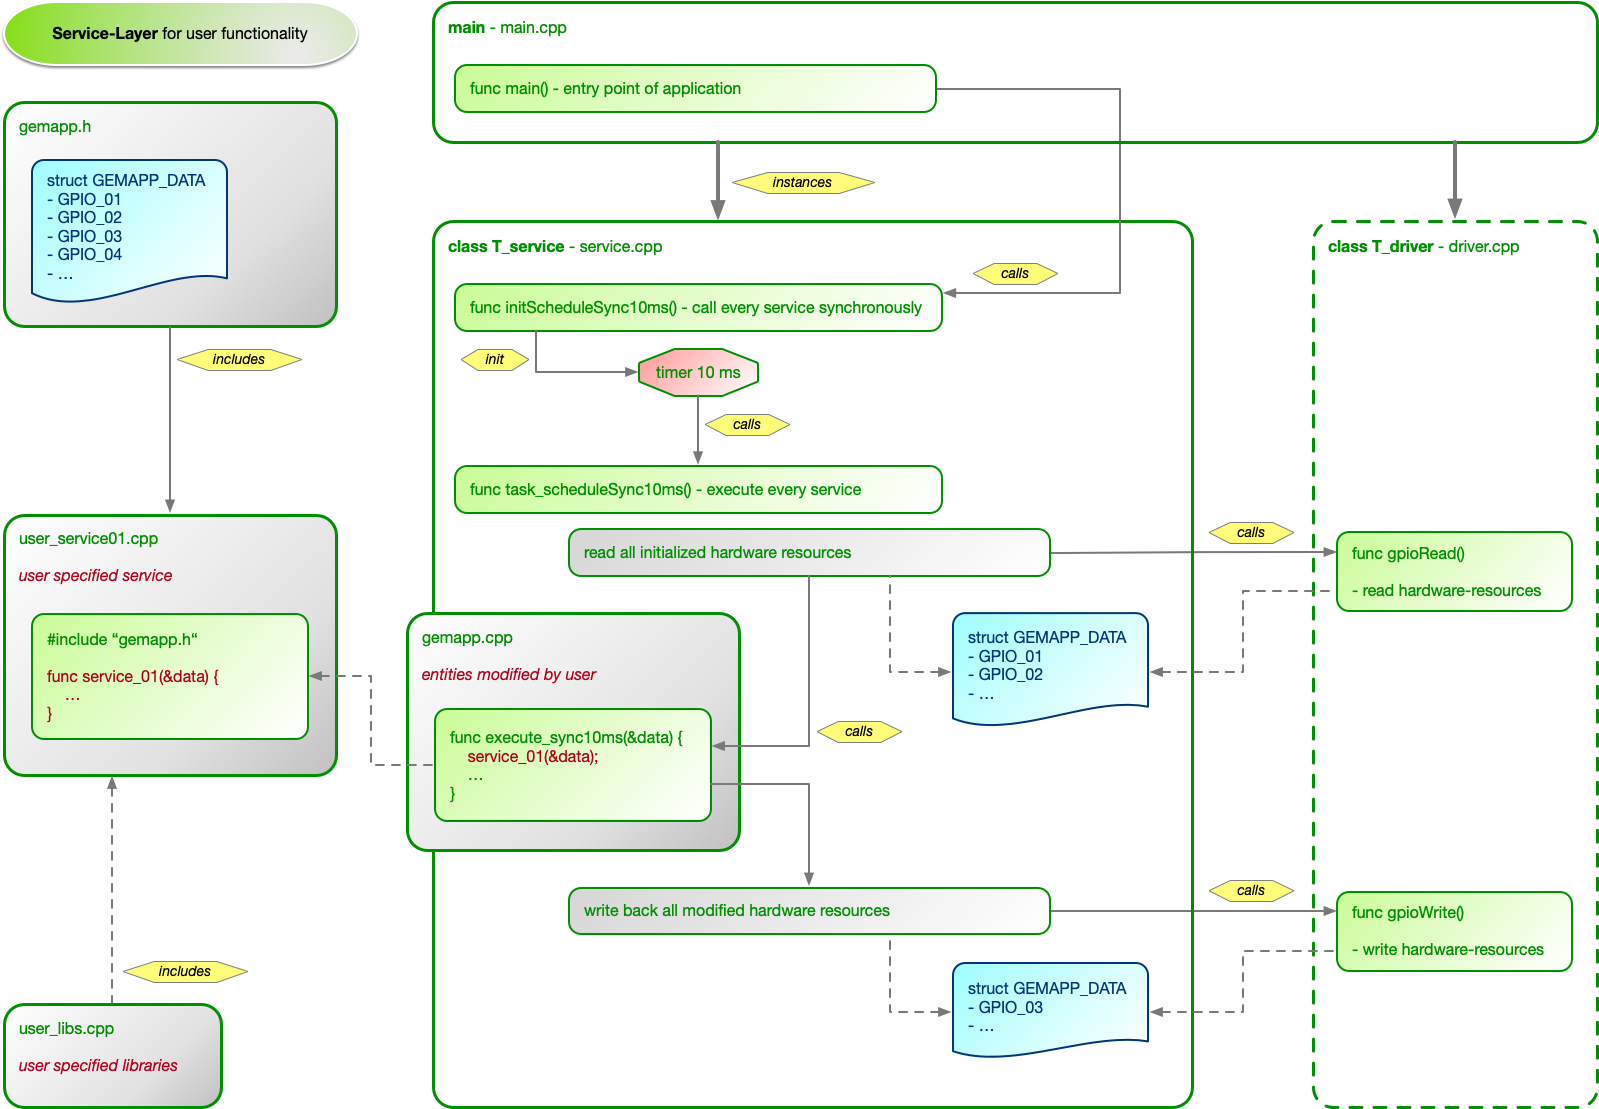 Service-Layer for user functionality
main - main.cpp
func main() - entry point of application
gemapp.h
struct GEMAPP_DATA
- GPIO_01
- GPIO_02
- GPIO_03
- GPIO_04
- …
instances
class T_service - service.cpp
class T_driver - driver.cpp
calls
func initScheduleSync10ms() - call every service synchronously
includes
init
timer 10 ms
calls
func task_scheduleSync10ms() - execute every service
user_service01.cpp
user specified service
#include “gemapp.h“
func service_01(&data) {
…
}
read all initialized hardware resources
calls
func gpioRead()
- read hardware-resources
gemapp.cpp
entities modified by user
func execute_sync10ms(&data) {
service_01(&data);
…
}
struct GEMAPP_DATA
- GPIO_01
- GPIO_02
- …
calls
write back all modified hardware resources
calls
func gpioWrite()
- write hardware-resources
struct GEMAPP_DATA
- GPIO_03
- …
includes
user_libs.cpp
user specified libraries